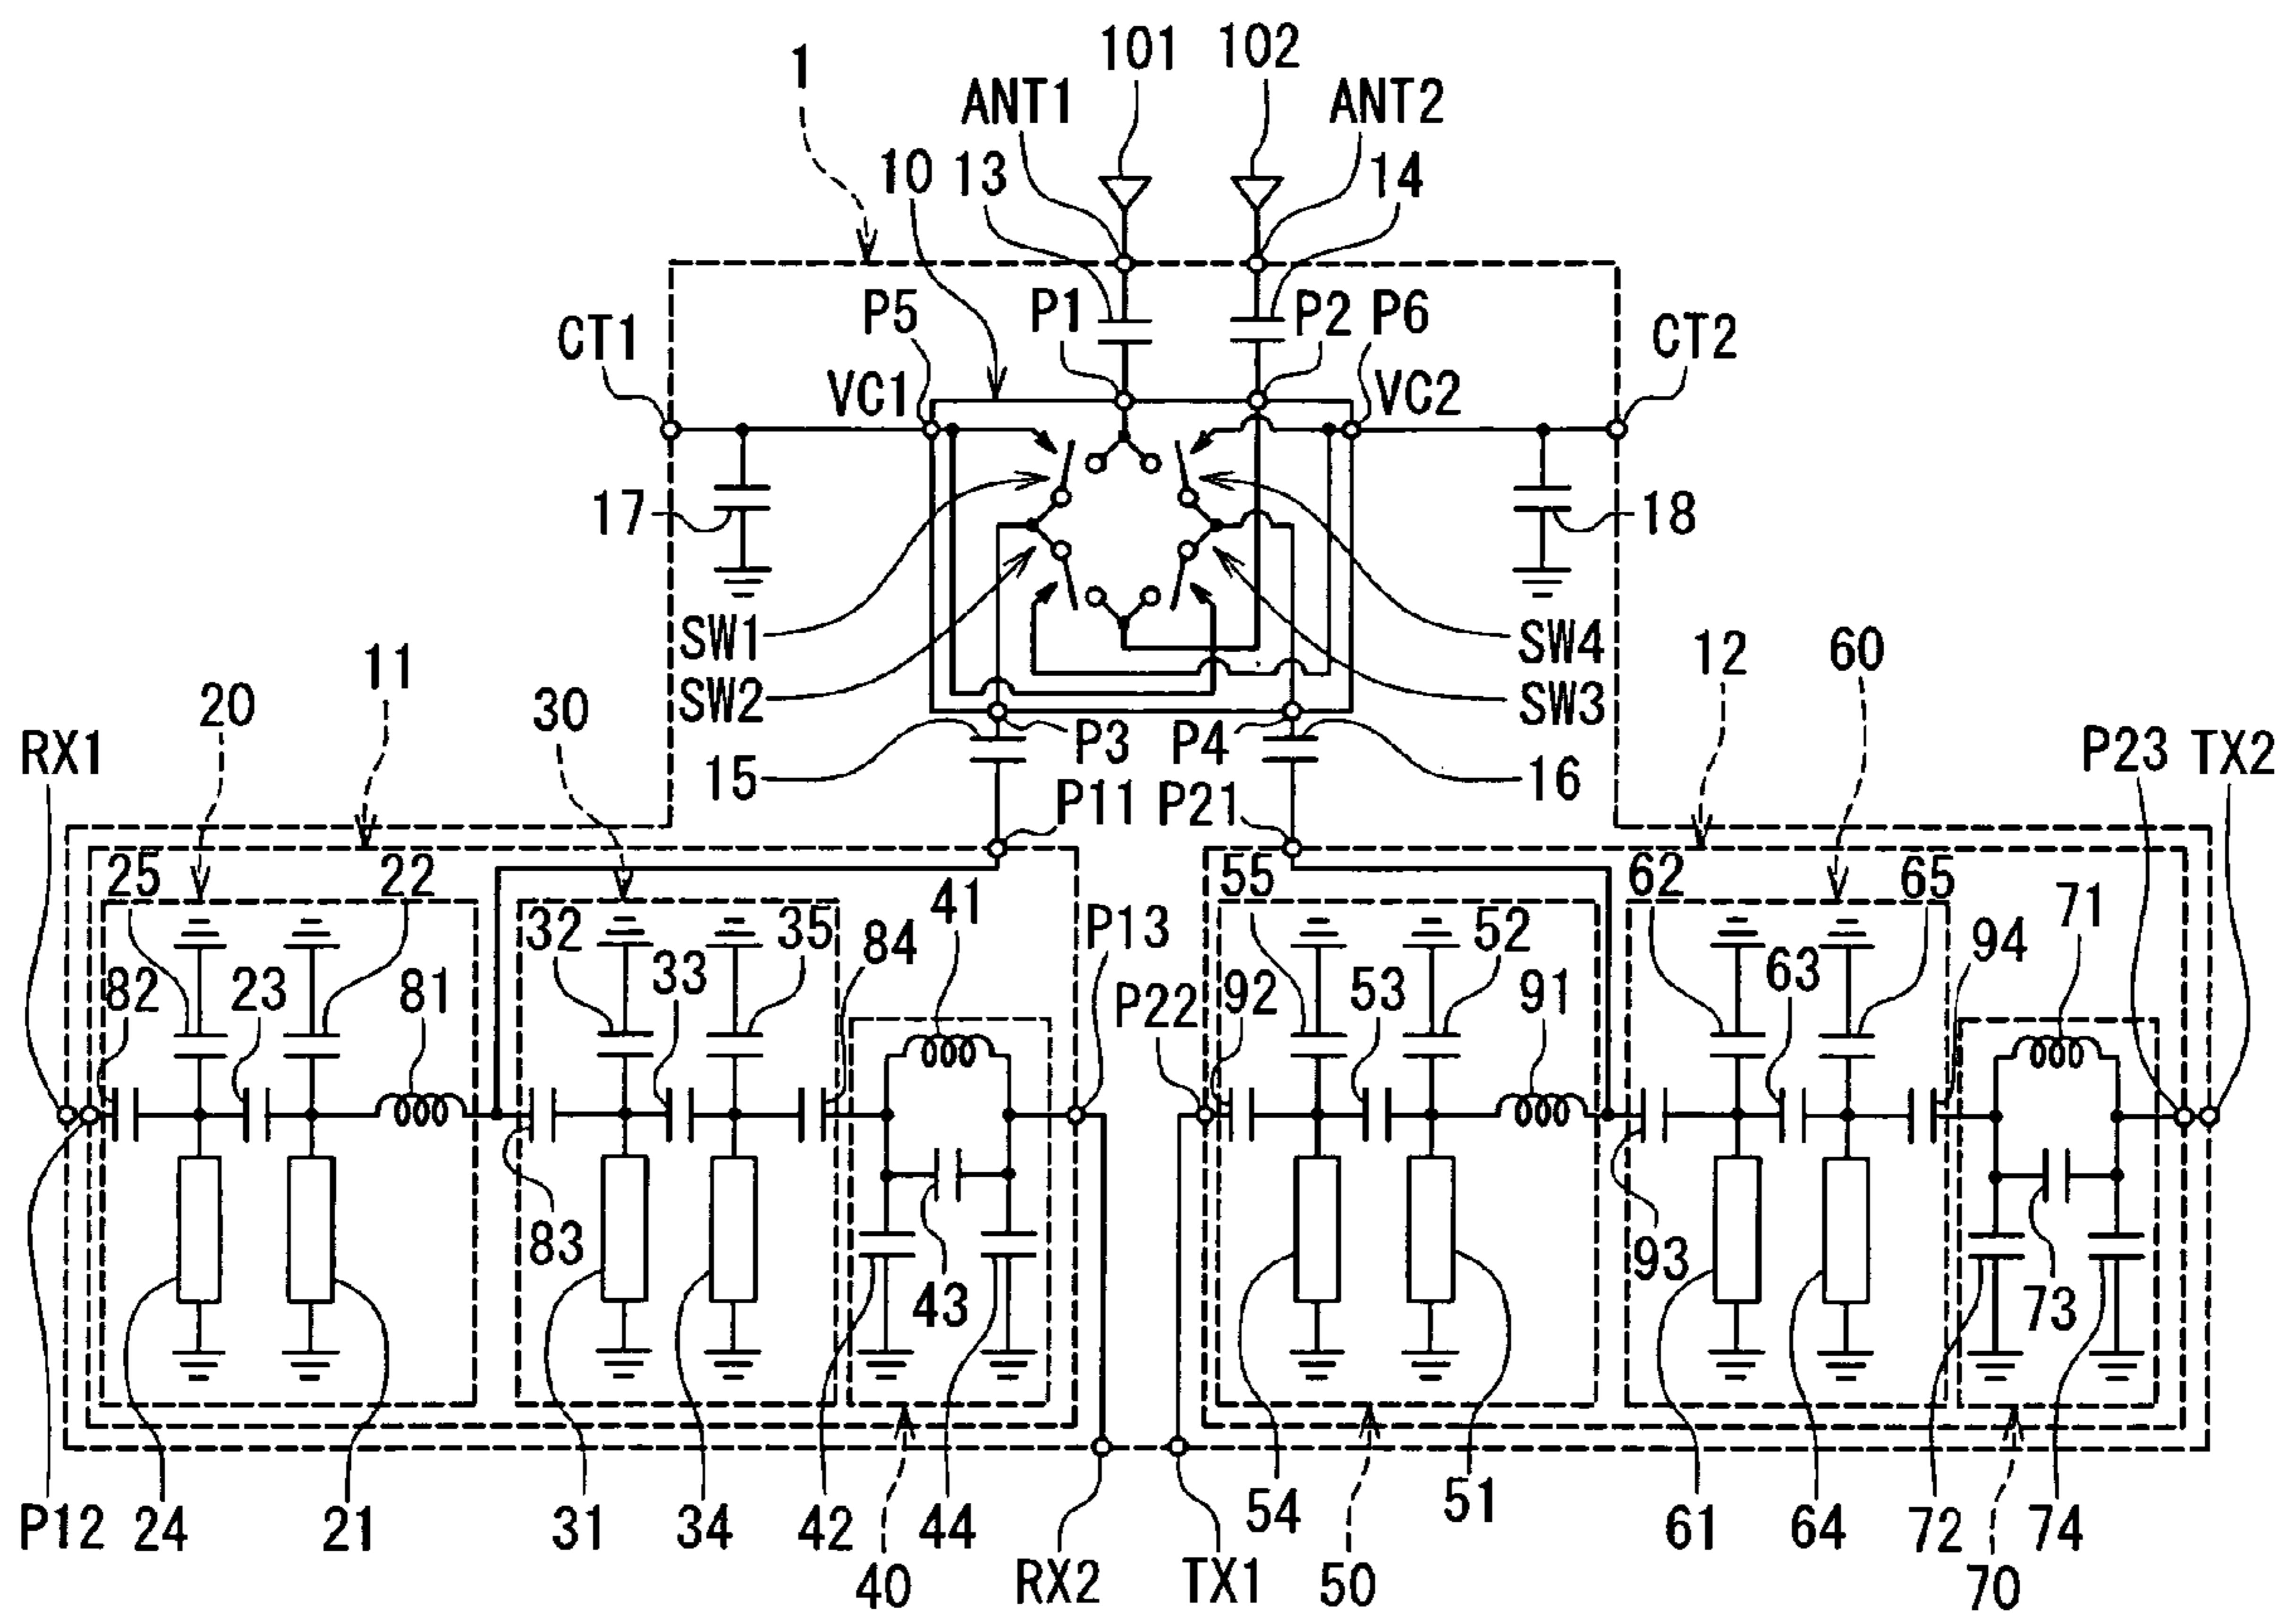 101 102
1 ANT1 ANT2
10 13 14
P5 P1 P2 P6
CT1 CT2
VC1 VC2
17 18
SW1 SW4
SW2 SW3
11 12 60
20 30
RX1 P3 P4 P23 TX2
15 16
P11 P21
25 22 41 55 62 65 71
32 35 84 P13 52 94
82 23 81 33 P22 92 53 91 63
83 43 93 73
P12 24 21 31 34 42 44 54 51 61 64 72 74
40 RX2 TX1 50 70